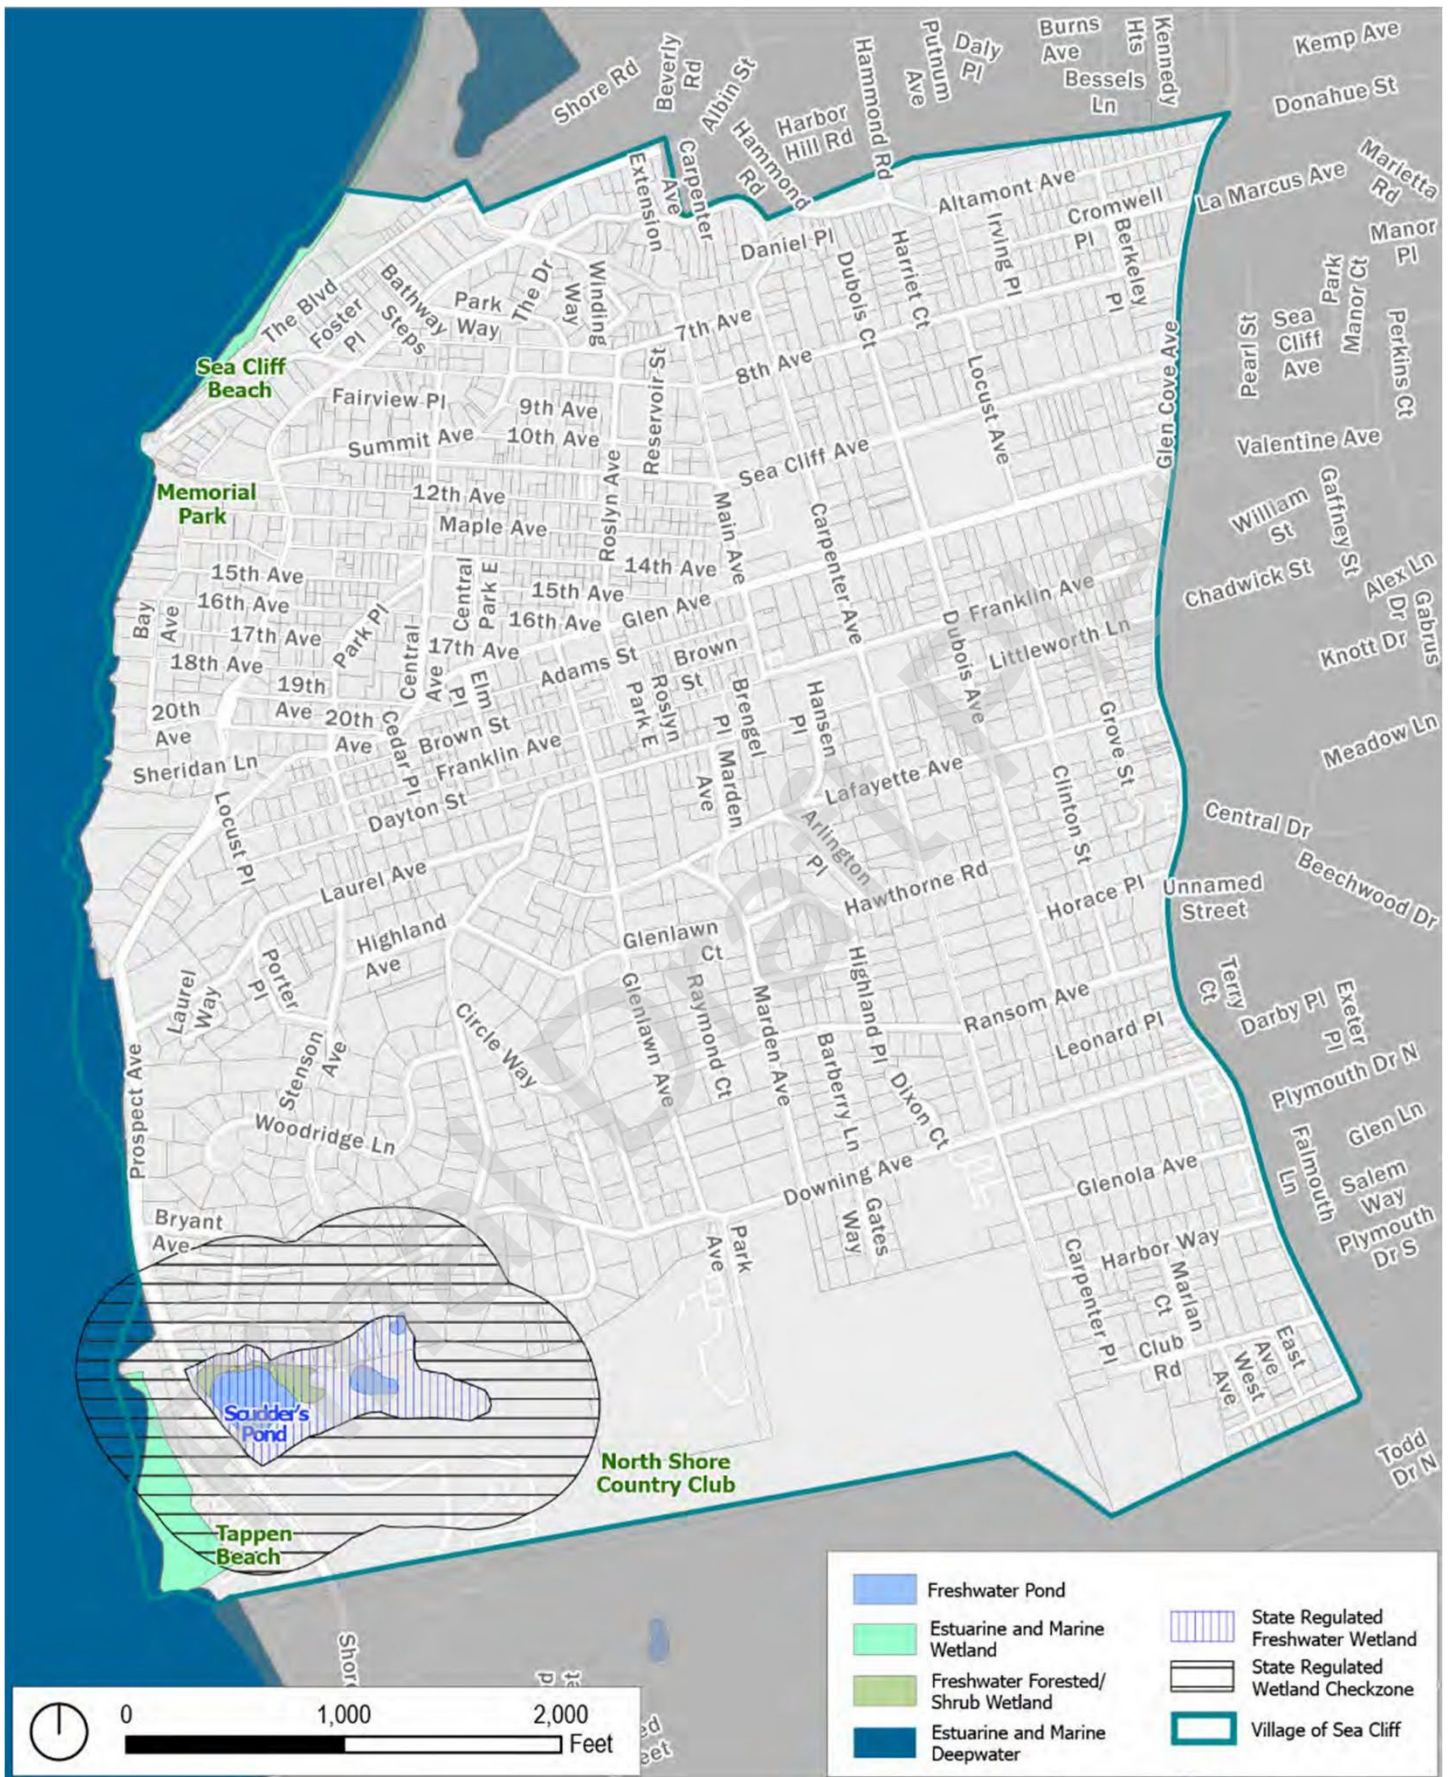 Kemp Ave
Burns
Ave
Hts
Kennedy
Putnum
Ave
Daly
Pl
Bessels
Ln
Donahue St
Beverly
Rd
Shore Rd
Albin St
Hammond Rd
Harbor
Hill Rd
Hammond
Rd
Carpenter
Ave
Extension
Marietta
Rd
La Marcus Ave
Altamont Ave
Cromwell
Pl
Manor
Pl
Daniel Pl
Irving Pl
Berkeley
Pl
Harriet Ct
Dubois Ct
Park
Manor Ct
The Blvd
Foster
Pl
Bathway
Steps
Park
Way
The Dr
Winding
Way
7th Ave
8th Ave
Pearl St
Sea
Cliff
Ave
Perkins Ct
Sea Cliff
Beach
Fairview Pl
9th Ave
Reservoir St
Locust Ave
Glen Cove Ave
Summit Ave
10th Ave
Sea Cliff Ave
Valentine Ave
Memorial
Park
12th Ave
Maple Ave
Roslyn Ave
Main Ave
Carpenter Ave
William
St
Gaffney St
15th Ave
14th Ave
Central
Park E
15th Ave
Chadwick St
Alex Ln
16th Ave
16th Ave
Glen Ave
Franklin Ave
Dr
Gabrus
Bay
Ave
17th Ave
Park Pl
17th Ave
Littleworth Ln
Knott Dr
18th Ave
Central
Ave
Adams St
Brown
St
Dubois Ave
19th
Ave
Elm
Pl
Roslyn
Park E
Brengel
Pl
Hansen
Pl
20th
Ave
20th
Ave
Cedar Pl
Brown St
Grove St
Meadow Ln
Sheridan Ln
Franklin Ave
Marden
Ave
Lafayette Ave
Dayton St
Locust Pl
Clinton St
Central Dr
Arlington
Pl
Laurel Ave
Hawthorne Rd
Horace Pl
Unnamed
Street
Beechwood Dr
Highland
Ave
Glenlawn
Ct
Laurel
Way
Porter
Pl
Highland Pl
Terry
Ct
Circle Way
Glenlawn Ave
Raymond Ct
Marden Ave
Ransom Ave
Darby Pl
Exeter
Pl
Stenson
Ave
Barberry Ln
Leonard Pl
Prospect Ave
Dixon Ct
Plymouth Dr N
Woodridge Ln
Glen Ln
Downing Ave
Glenola Ave
Falmouth
Ln
Salem
Way
Bryant
Ave
Park
Ave
Gates
Way
Harbor Way
Plymouth
Dr S
Carpenter Pl
Marlan
Ct
Club
Rd
East
Ave
West
Ave
Scudder's
Pond
North Shore
Country Club
Todd
Dr N
Tappen
Beach
Draft Plan
Freshwater Pond
Estuarine and Marine
Wetland
Freshwater Forested/
Shrub Wetland
Estuarine and Marine
Deepwater
State Regulated
Freshwater Wetland
State Regulated
Wetland Checkzone
Village of Sea Cliff
0 1,000 2,000
Feet